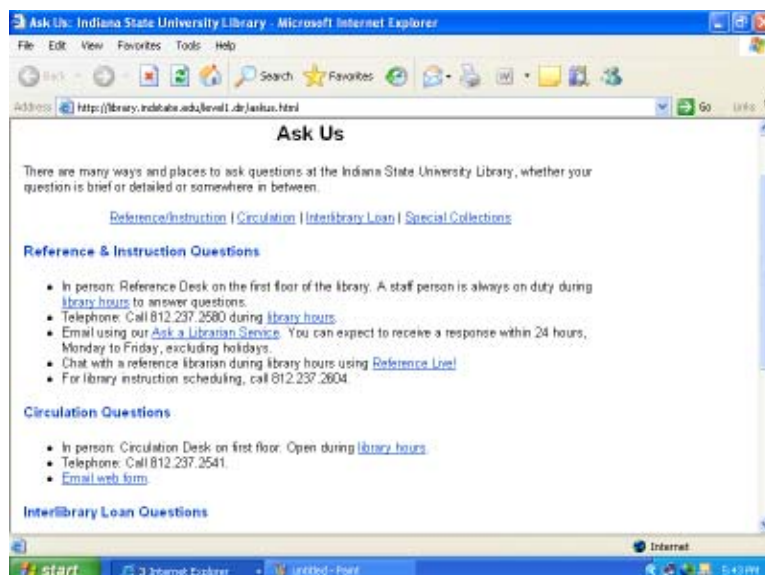 Ask Us: Indiana State University Library - Microsoft Internet Explorer
File Edit View Favorites Tools Help
Back Search Favorites
Address http://library.indstate.edu/level1.dir/askus.html Go Links
Ask Us
There are many ways and places to ask questions at the Indiana State University Library, whether your
question is brief or detailed or somewhere in between.
Reference/Instruction | Circulation | Interlibrary Loan | Special Collections
Reference & Instruction Questions
• In person: Reference Desk on the first floor of the library. A staff person is always on duty during
library hours to answer questions.
• Telephone: Call 812.237.2580 during library hours.
• Email using our Ask a Librarian Service. You can expect to receive a response within 24 hours,
Monday to Friday, excluding holidays.
• Chat with a reference librarian during library hours using Reference Live!
• For library instruction scheduling, call 812.237.2604.
Circulation Questions
• In person: Circulation Desk on first floor. Open during library hours.
• Telephone: Call 812.237.2541.
• Email web form.
Interlibrary Loan Questions
Internet
start 3 Internet Explorer untitled - Paint 5:43 PM